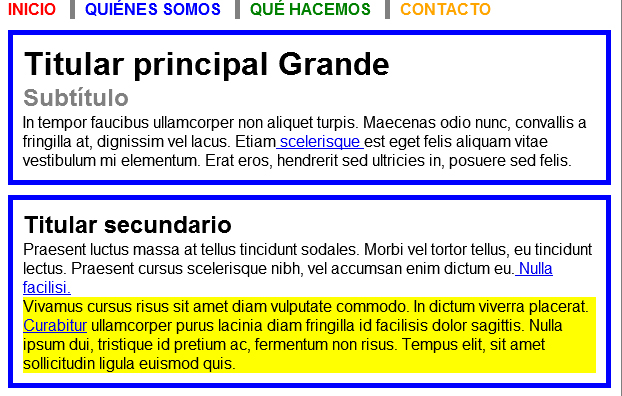 INICIO QUIÉNES SOMOS QUÉ HACEMOS CONTACTO
Titular principal Grande
Subtítulo
In tempor faucibus ullamcorper non aliquet turpis. Maecenas odio nunc, convallis a
fringilla at, dignissim vel lacus. Etiam scelerisque est eget felis aliquam vitae
vestibulum mi elementum. Erat eros, hendrerit sed ultricies in, posuere sed felis.
Titular secundario
Praesent luctus massa at tellus tincidunt sodales. Morbi vel tortor tellus, eu tincidunt
lectus. Praesent cursus scelerisque nibh, vel accumsan enim dictum eu. Nulla
facilisi.
Vivamus cursus risus sit amet diam vulputate commodo. In dictum viverra placerat.
Curabitur ullamcorper purus lacinia diam fringilla id facilisis dolor sagittis. Nulla
ipsum dui, tristique id pretium ac, fermentum non risus. Tempus elit, sit amet
sollicitudin ligula euismod quis.